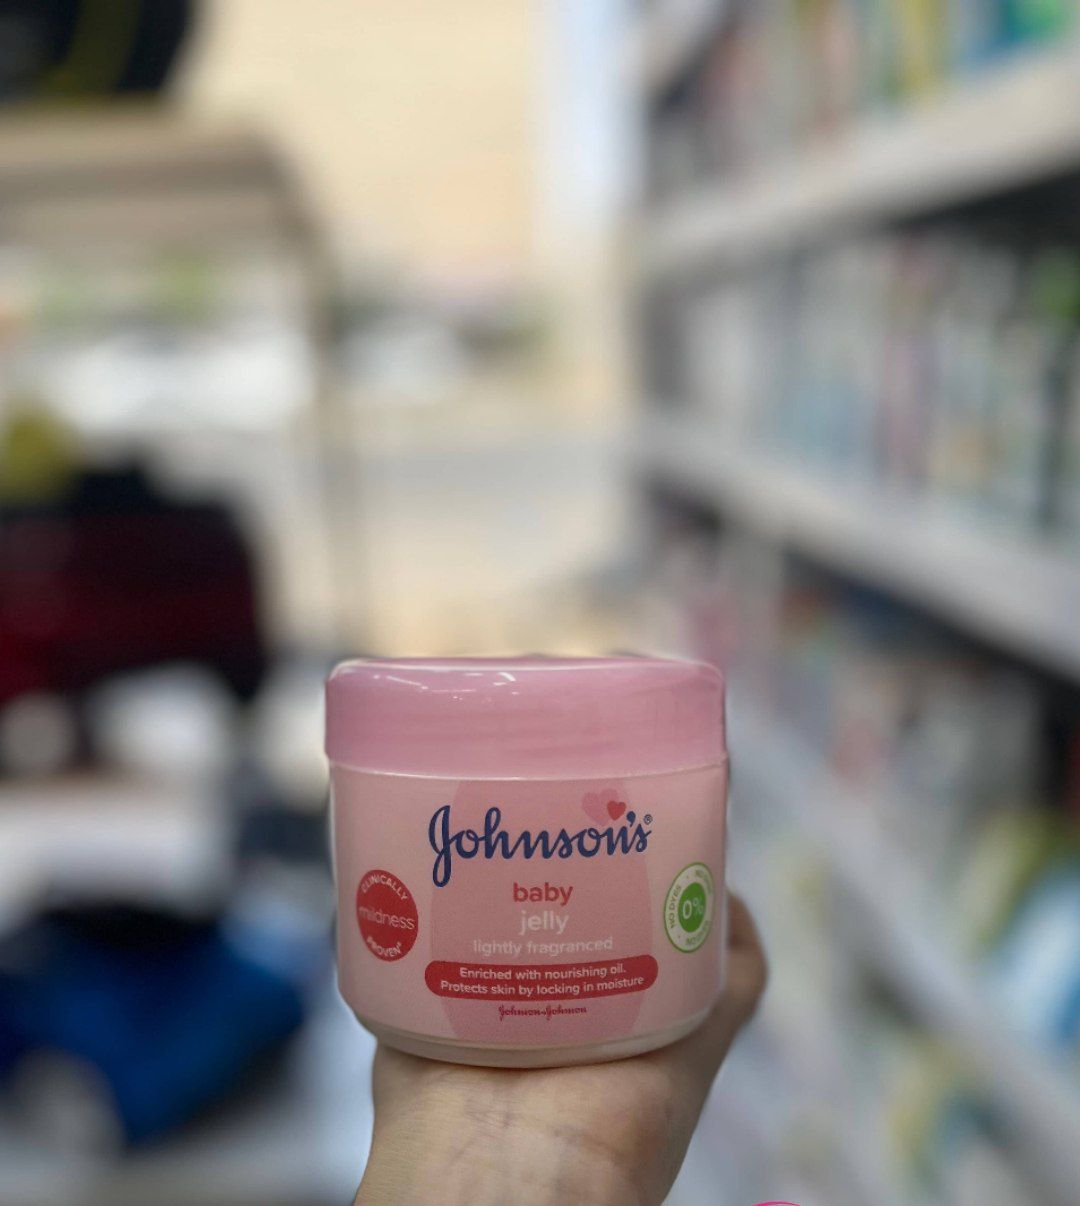 Johnson's®
baby
jelly
lightly fragranced
Enriched with nourishing oil.
Protects skin by locking in moisture
Johnson&Johnson
CLINICALLY
mildness
PROVEN
0%
NO DYES